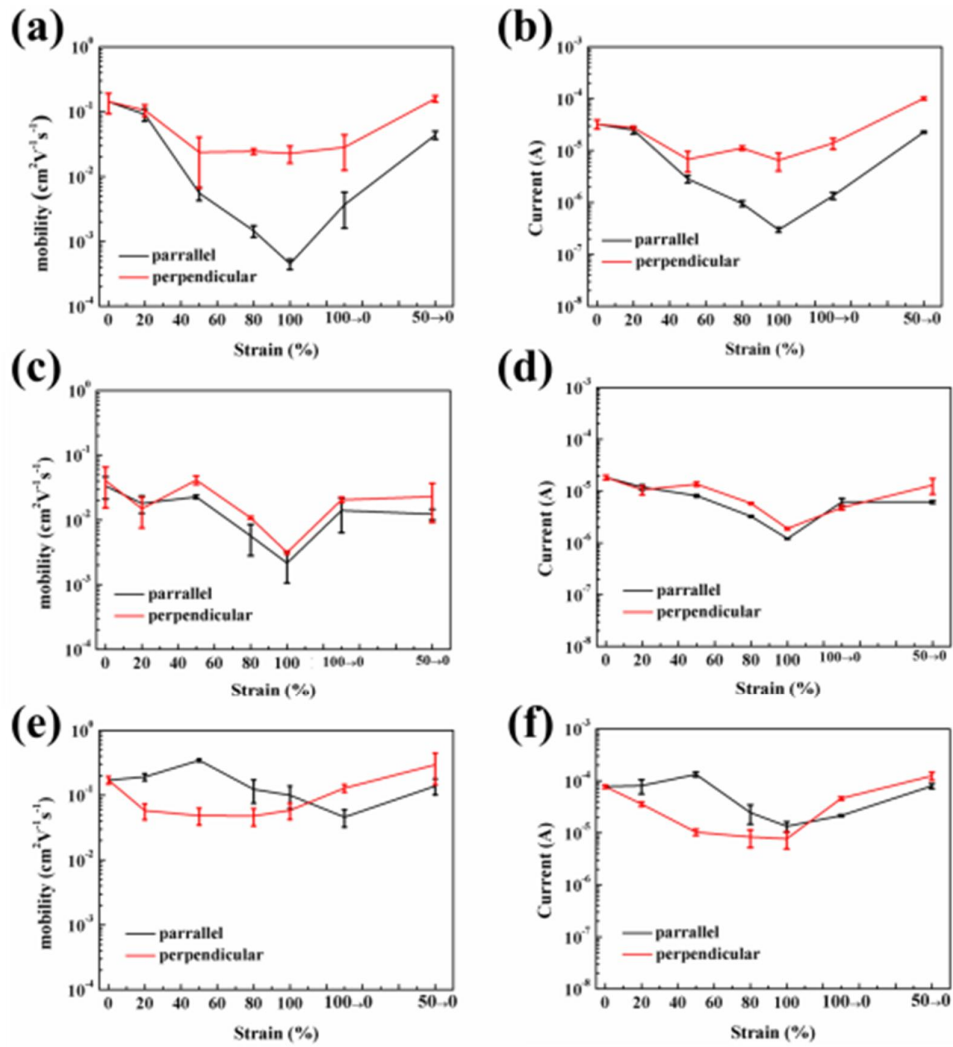 (a)
mobility (cm²V⁻¹s⁻¹)
10⁰
10⁻¹
10⁻²
10⁻³
10⁻⁴
parrallel
perpendicular
0 20 40 60 80 100 100→0 50→0
Strain (%)
(b)
Current (A)
10⁻³
10⁻⁴
10⁻⁵
10⁻⁶
10⁻⁷
10⁻⁸
parrallel
perpendicular
0 20 40 60 80 100 100→0 50→0
Strain (%)
(c)
mobility (cm²V⁻¹s⁻¹)
10⁰
10⁻¹
10⁻²
10⁻³
10⁻⁴
parrallel
perpendicular
0 20 40 60 80 100 100→0 50→0
Strain (%)
(d)
Current (A)
10⁻³
10⁻⁴
10⁻⁵
10⁻⁶
10⁻⁷
10⁻⁸
parrallel
perpendicular
0 20 40 60 80 100 100→0 50→0
Strain (%)
(e)
mobility (cm²V⁻¹s⁻¹)
10⁰
10⁻¹
10⁻²
10⁻³
10⁻⁴
parrallel
perpendicular
0 20 40 60 80 100 100→0 50→0
Strain (%)
(f)
Current (A)
10⁻³
10⁻⁴
10⁻⁵
10⁻⁶
10⁻⁷
10⁻⁸
parrallel
perpendicular
0 20 40 60 80 100 100→0 50→0
Strain (%)